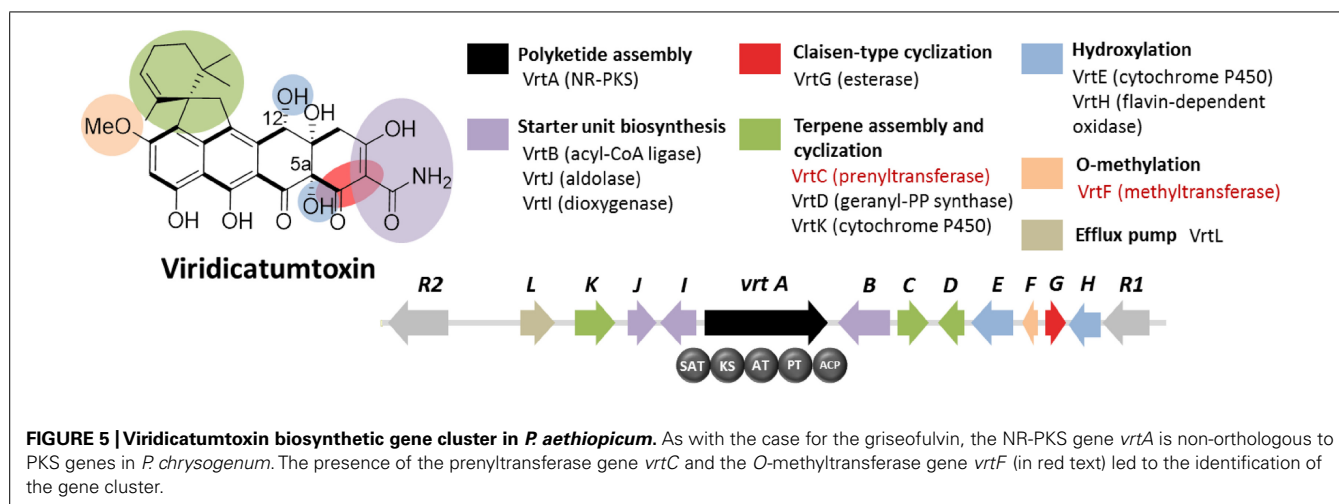 MeO
OH
12
OH
OH
5a
NH2
OH
OH
O
OH
O
O
Viridicatumtoxin
Polyketide assembly
VrtA (NR-PKS)
Starter unit biosynthesis
VrtB (acyl-CoA ligase)
VrtJ (aldolase)
VrtI (dioxygenase)
Claisen-type cyclization
VrtG (esterase)
Terpene assembly and
cyclization
VrtC (prenyltransferase)
VrtD (geranyl-PP synthase)
VrtK (cytochrome P450)
Hydroxylation
VrtE (cytochrome P450)
VrtH (flavin-dependent
oxidase)
O-methylation
VrtF (methyltransferase)
Efflux pump VrtL
R2 L K J I vrt A B C D E F G H R1
SAT KS AT PT ACP
FIGURE 5 | Viridicatumtoxin biosynthetic gene cluster in P. aethiopicum. As with the case for the griseofulvin, the NR-PKS gene vrtA is non-orthologous to
PKS genes in P. chrysogenum. The presence of the prenyltransferase gene vrtC and the O-methyltransferase gene vrtF (in red text) led to the identification of
the gene cluster.